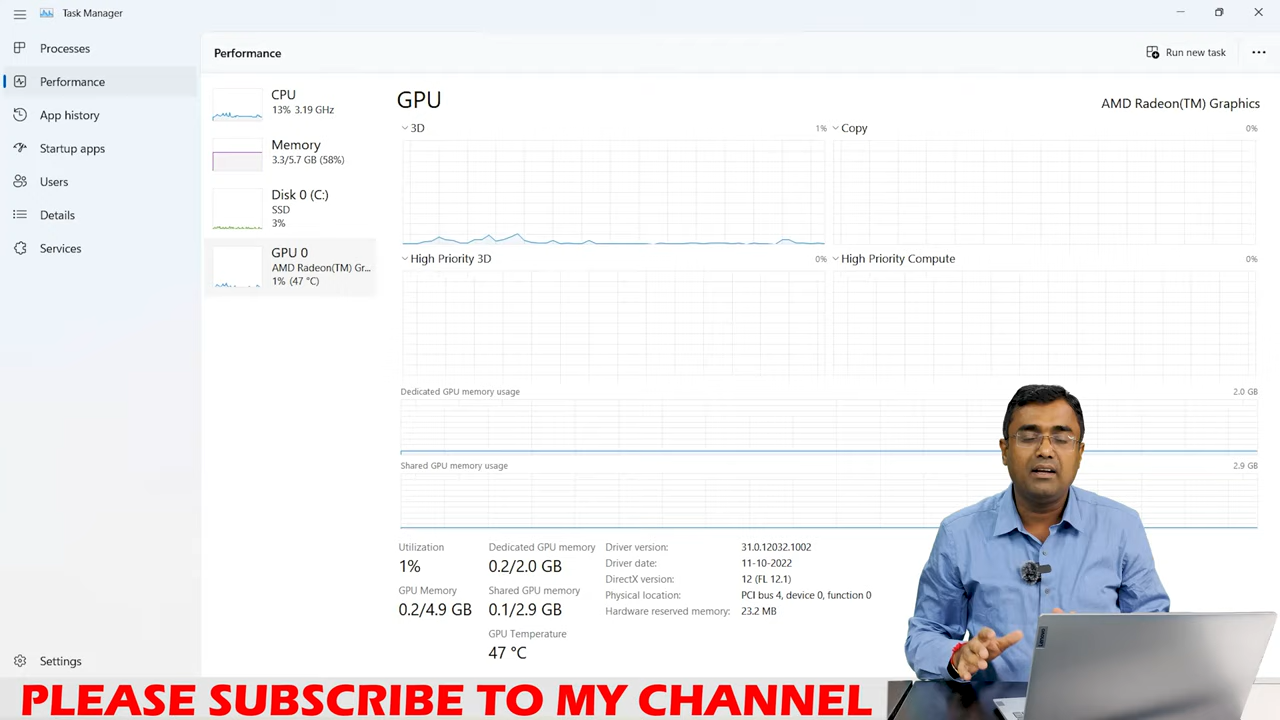 Task Manager
Processes
Performance
App history
Startup apps
Users
Details
Services
Settings
Performance
Run new task
CPU
13% 3.19 GHz
Memory
3.3/5.7 GB (58%)
Disk 0 (C:)
SSD
3%
GPU 0
AMD Radeon(TM) Gr...
1% (47 °C)
GPU
AMD Radeon(TM) Graphics
3D 1%
Copy 0%
High Priority 3D 0%
High Priority Compute 0%
Dedicated GPU memory usage 2.0 GB
Shared GPU memory usage 2.9 GB
Utilization
1%
Dedicated GPU memory
0.2/2.0 GB
GPU Memory
0.2/4.9 GB
Shared GPU memory
0.1/2.9 GB
GPU Temperature
47 °C
Driver version: 31.0.12032.1002
Driver date: 11-10-2022
DirectX version: 12 (FL 12.1)
Physical location: PCI bus 4, device 0, function 0
Hardware reserved memory: 23.2 MB
Lenovo
PLEASE SUBSCRIBE TO MY CHANNEL